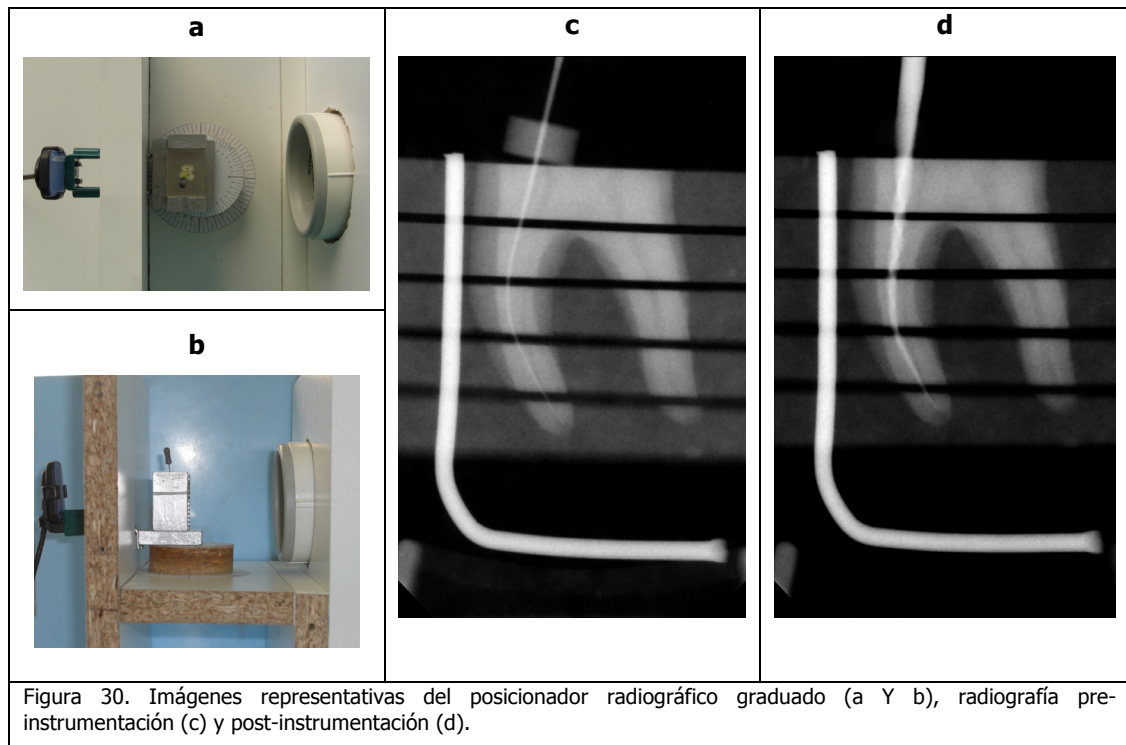 a
c
d
b
Figura 30. Imágenes representativas del posicionador radiográfico graduado (a Y b), radiografía pre-
instrumentación (c) y post-instrumentación (d).